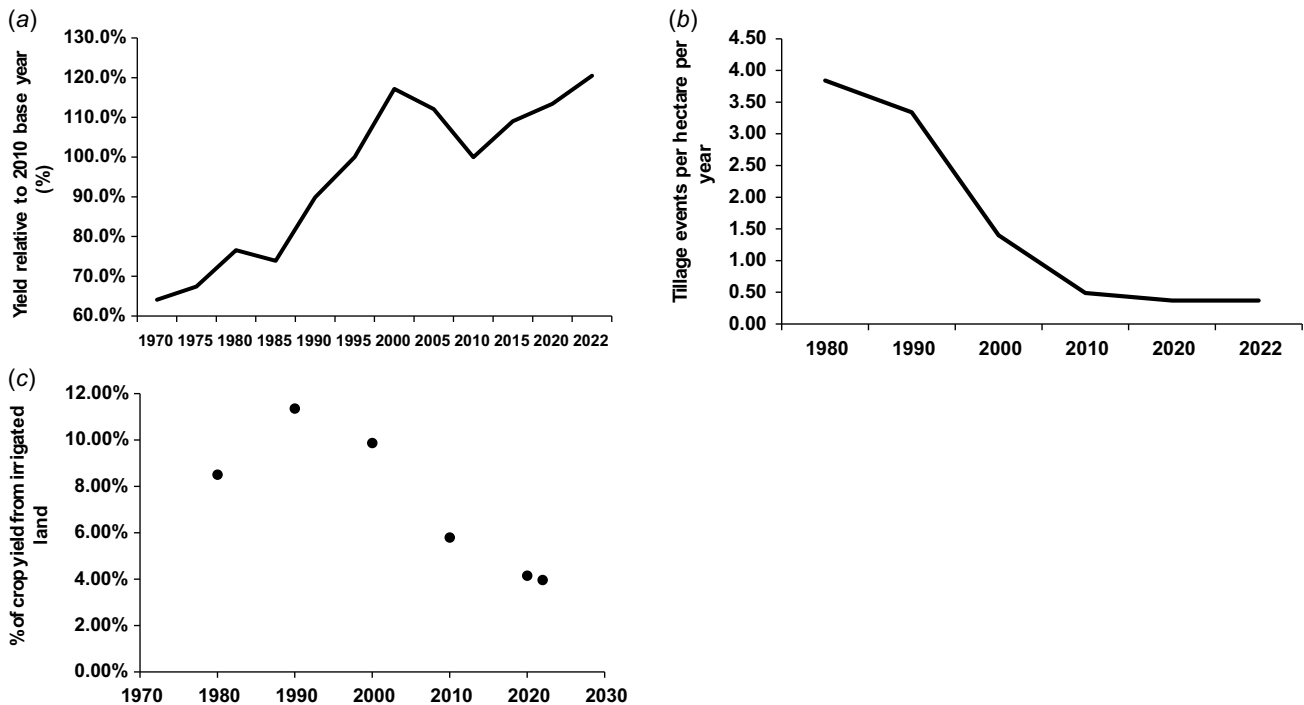 (a)
Yield relative to 2010 base year
(%)
130.0%
120.0%
110.0%
100.0%
90.0%
80.0%
70.0%
60.0%
1970 1975 1980 1985 1990 1995 2000 2005 2010 2015 2020 2022
(b)
Tillage events per hectare per
year
4.50
4.00
3.50
3.00
2.50
2.00
1.50
1.00
0.50
0.00
1980 1990 2000 2010 2020 2022
(c)
% of crop yield from irrigated
land
12.00%
10.00%
8.00%
6.00%
4.00%
2.00%
0.00%
1970 1980 1990 2000 2010 2020 2030